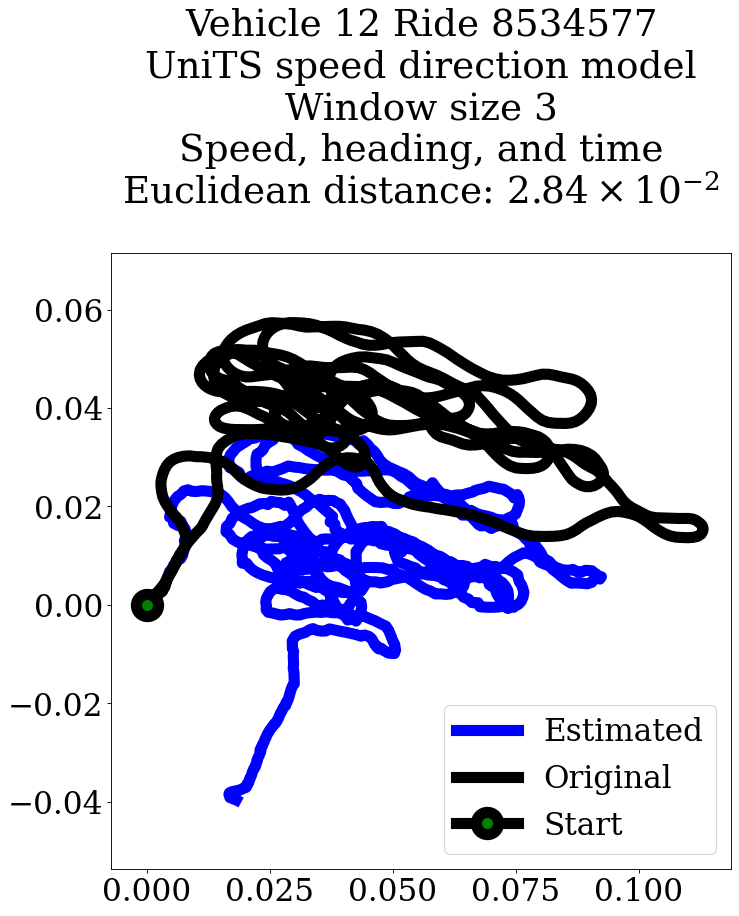 Vehicle 12 Ride 8534577
UniTS speed direction model
Window size 3
Speed, heading, and time
Euclidean distance: 2.84 × 10⁻²
0.06
0.04
0.02
0.00
−0.02
−0.04
Estimated
Original
Start
0.000 0.025 0.050 0.075 0.100